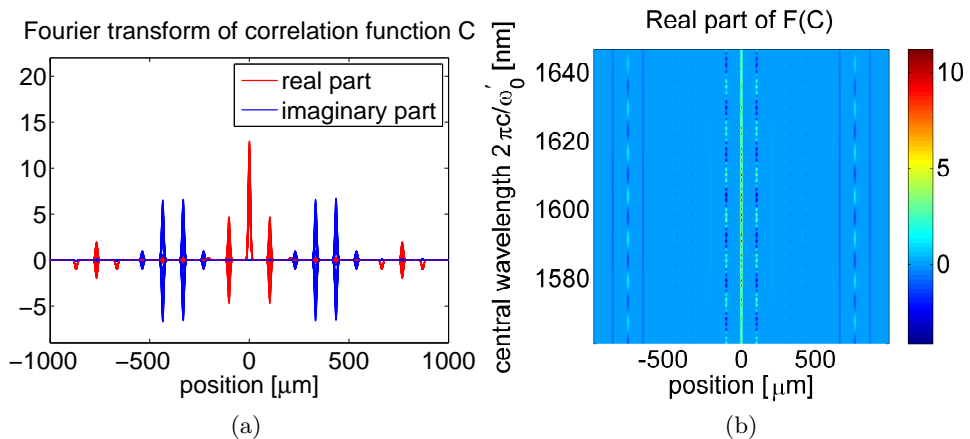 (a)
Fourier transform of correlation function C
20
15
10
5
0
−5
real part
imaginary part
−1000 −500 0 500 1000
position [μm]
(a)
(b)
Real part of F(C)
central wavelength 2πc/ω₀′ [nm]
1640
1620
1600
1580
-500 0 500
position [μm]
10
5
0
(b)